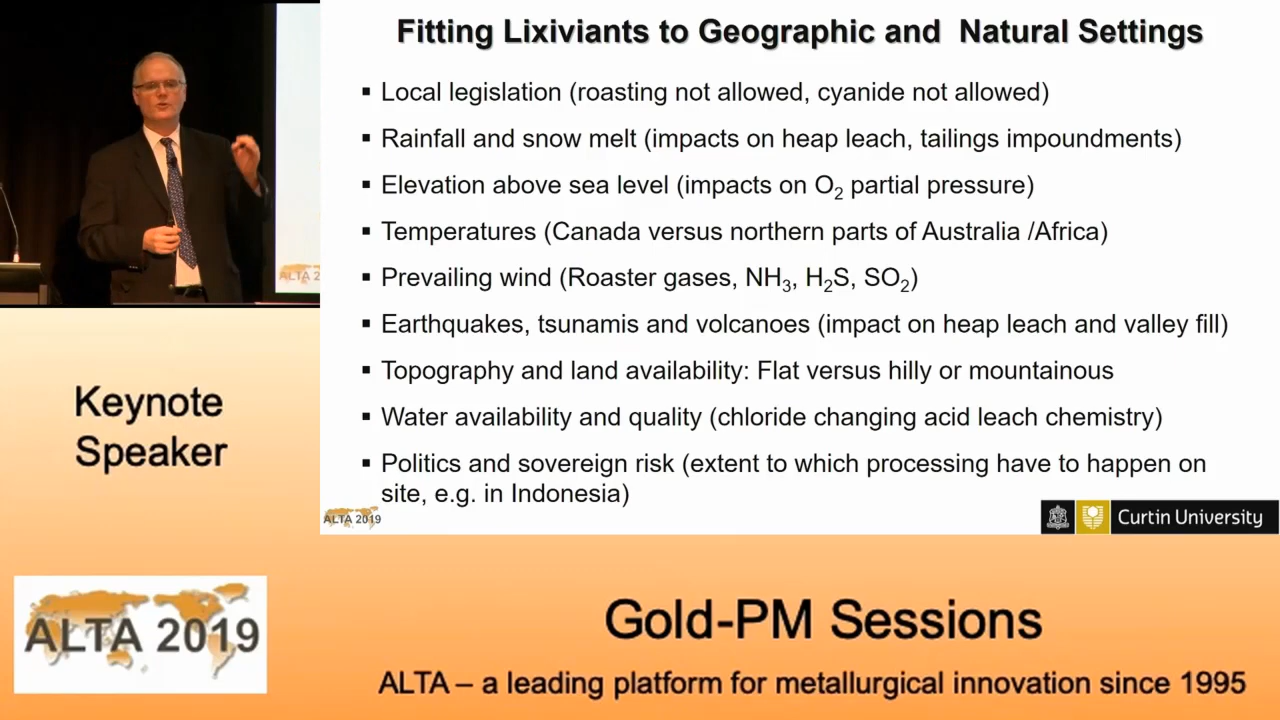 Fitting Lixiviants to Geographic and Natural Settings
▪ Local legislation (roasting not allowed, cyanide not allowed)
▪ Rainfall and snow melt (impacts on heap leach, tailings impoundments)
▪ Elevation above sea level (impacts on O₂ partial pressure)
▪ Temperatures (Canada versus northern parts of Australia /Africa)
▪ Prevailing wind (Roaster gases, NH₃, H₂S, SO₂)
▪ Earthquakes, tsunamis and volcanoes (impact on heap leach and valley fill)
▪ Topography and land availability: Flat versus hilly or mountainous
▪ Water availability and quality (chloride changing acid leach chemistry)
▪ Politics and sovereign risk (extent to which processing have to happen on
site, e.g. in Indonesia)
ALTA 2019
Curtin University
ALTA 2
Keynote
Speaker
ALTA 2019
Gold-PM Sessions
ALTA – a leading platform for metallurgical innovation since 1995